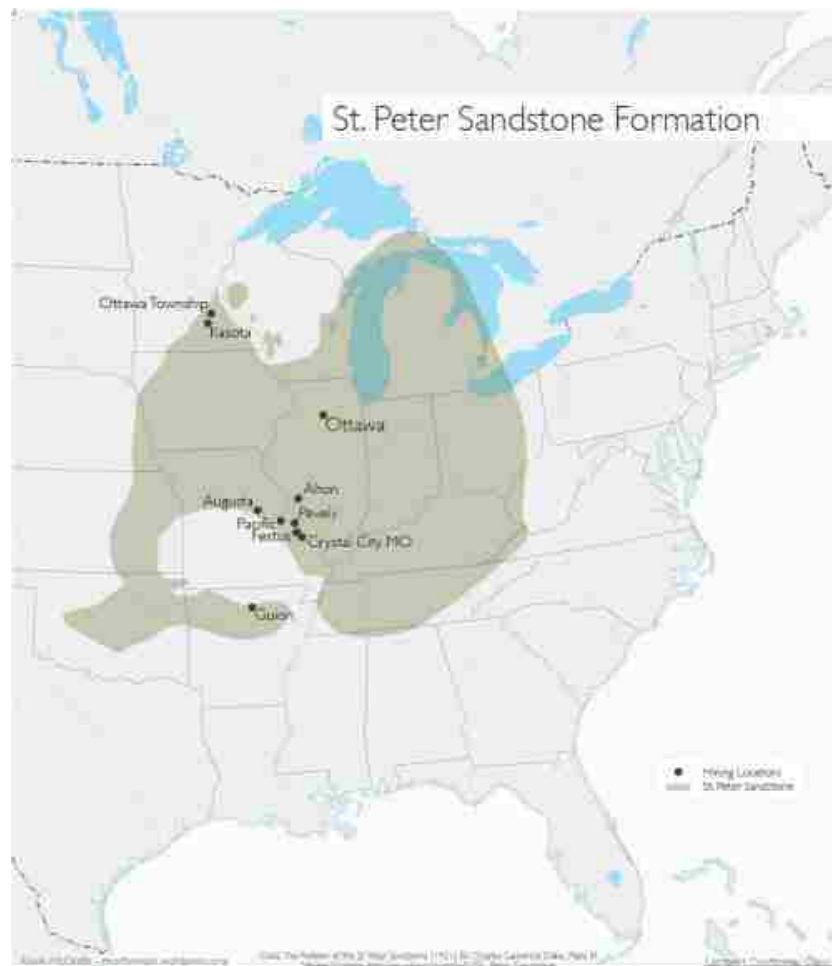 St. Peter Sandstone Formation
Ottawa Township
Kasota
Ottawa
Alton
Augusta
Pevely
Pacific
Festus
Crystal City MO
Guion
Mining Locations
St. Peter Sandstone